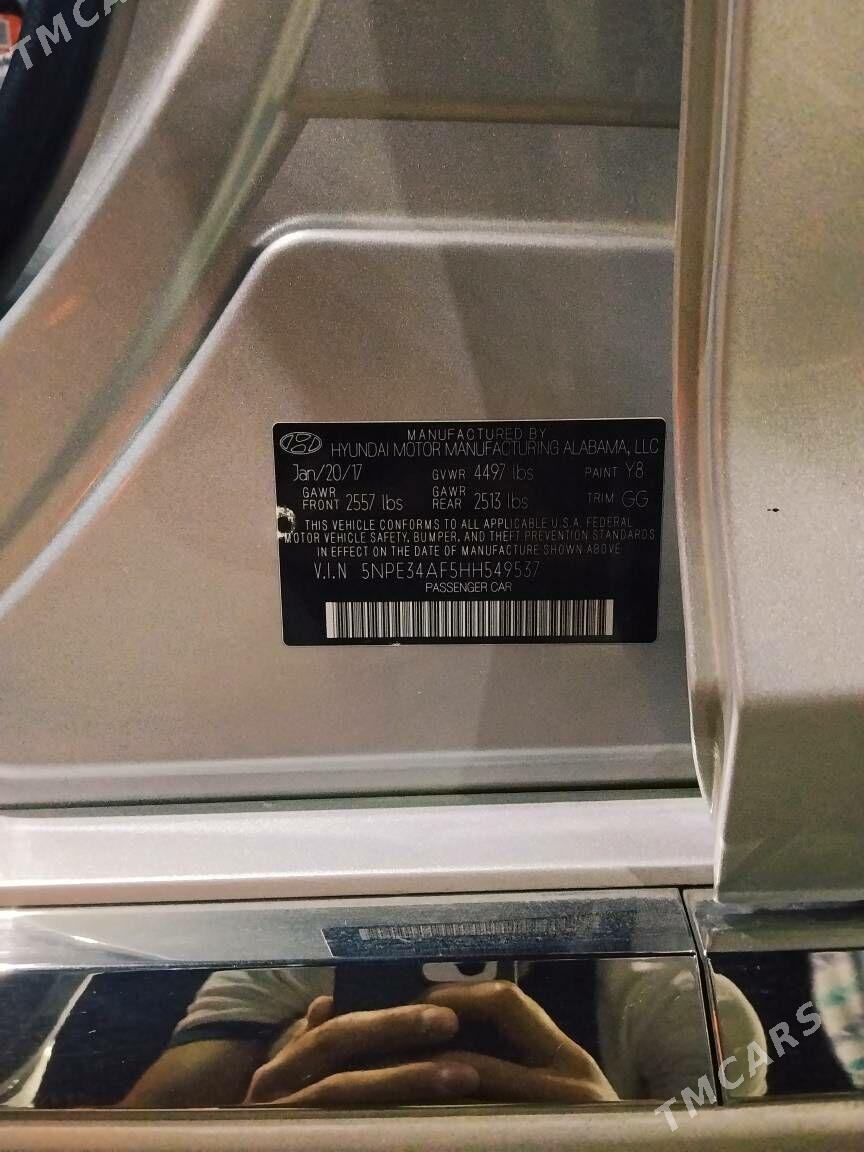 TMCARS
MANUFACTURED BY
HYUNDAI MOTOR MANUFACTURING ALABAMA, LLC
Jan/20/17 GVWR 4497 lbs PAINT Y8
GAWR FRONT 2557 lbs GAWR REAR 2513 lbs TRIM GG
THIS VEHICLE CONFORMS TO ALL APPLICABLE U.S.A. FEDERAL
MOTOR VEHICLE SAFETY, BUMPER, AND THEFT PREVENTION STANDARDS
IN EFFECT ON THE DATE OF MANUFACTURE SHOWN ABOVE
V.I.N 5NPE34AF5HH549537
PASSENGER CAR
TMCARS